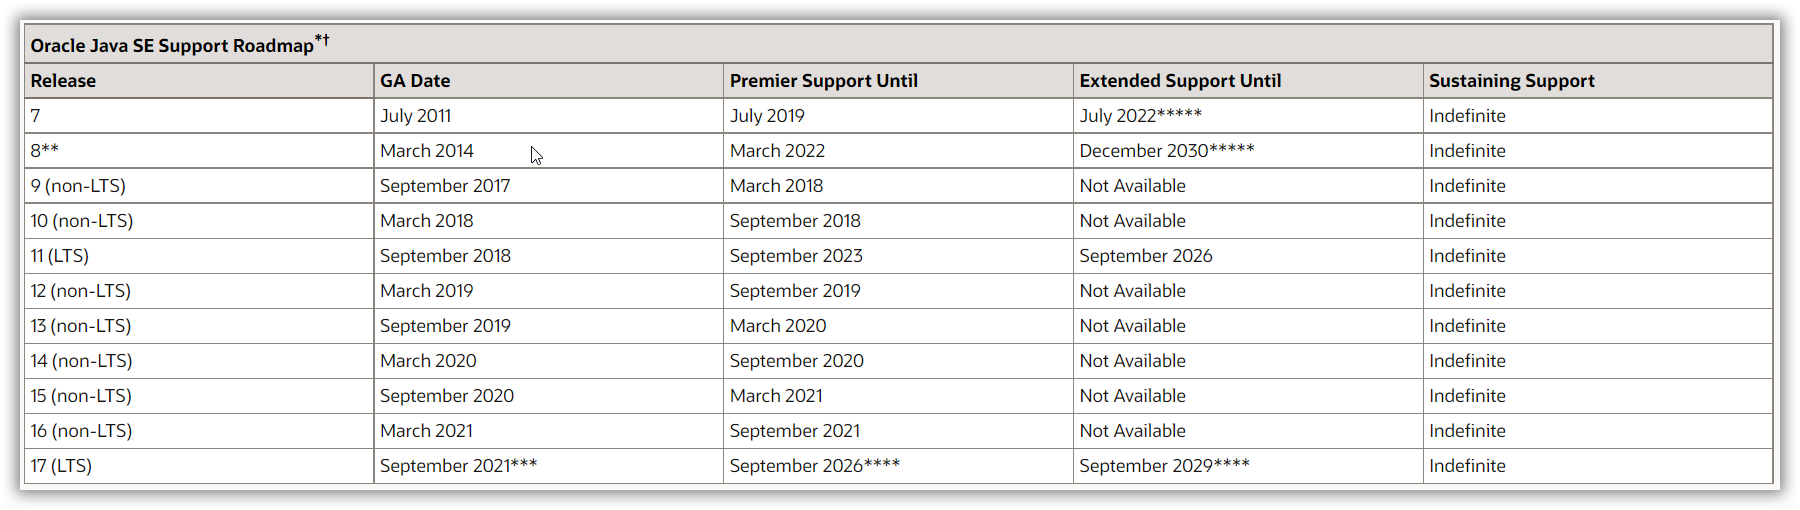 Oracle Java SE Support Roadmap*†
Release GA Date Premier Support Until Extended Support Until Sustaining Support
7 July 2011 July 2019 July 2022***** Indefinite
8** March 2014 March 2022 December 2030***** Indefinite
9 (non-LTS) September 2017 March 2018 Not Available Indefinite
10 (non-LTS) March 2018 September 2018 Not Available Indefinite
11 (LTS) September 2018 September 2023 September 2026 Indefinite
12 (non-LTS) March 2019 September 2019 Not Available Indefinite
13 (non-LTS) September 2019 March 2020 Not Available Indefinite
14 (non-LTS) March 2020 September 2020 Not Available Indefinite
15 (non-LTS) September 2020 March 2021 Not Available Indefinite
16 (non-LTS) March 2021 September 2021 Not Available Indefinite
17 (LTS) September 2021*** September 2026**** September 2029**** Indefinite